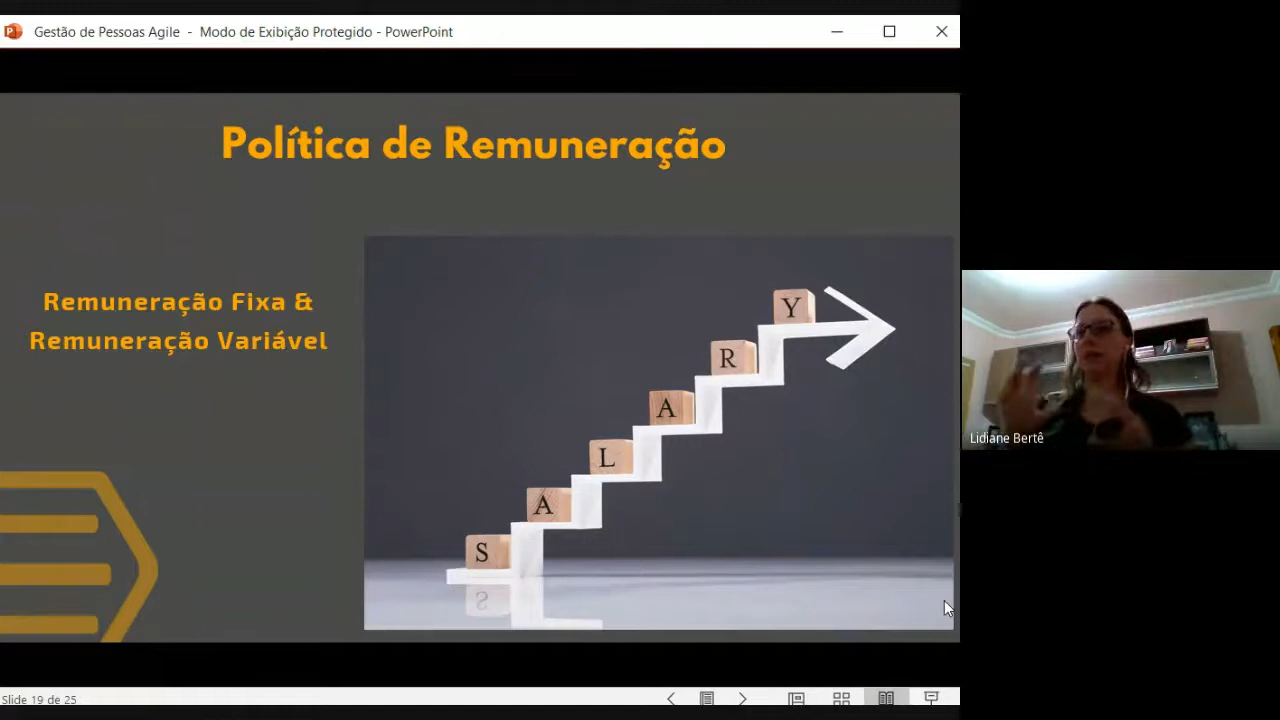 Gestão de Pessoas Agile - Modo de Exibição Protegido - PowerPoint
Política de Remuneração
Remuneração Fixa &
Remuneração Variável
S A L A R Y
Lidiane Bertê
Slide 19 de 25